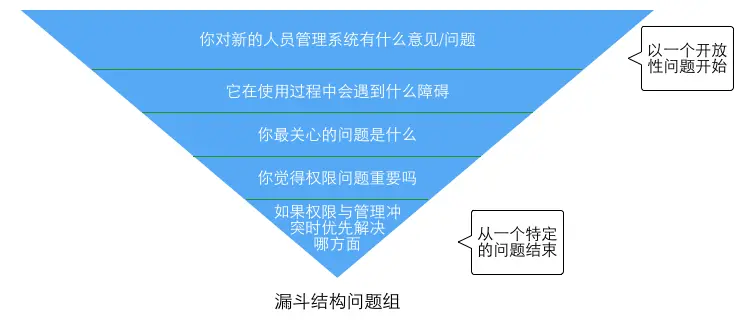 你对新的人员管理系统有什么意见/问题
以一个开放
性问题开始
它在使用过程中会遇到什么障碍
你最关心的问题是什么
你觉得权限问题重要吗
如果权限与管理冲
突时优先解决
哪方面
从一个特定
的问题结束
漏斗结构问题组